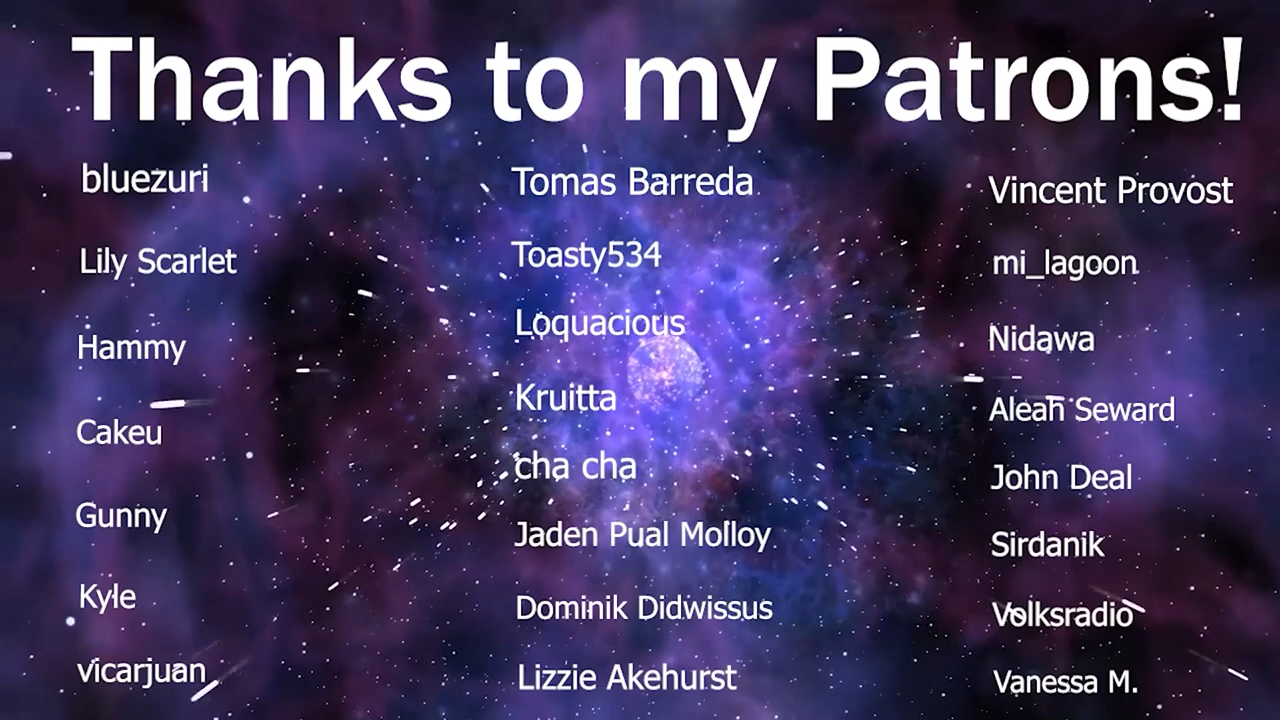 Thanks to my Patrons!
bluezuri
Lily Scarlet
Hammy
Cakeu
Gunny
Kyle
vicarjuan
Tomas Barreda
Toasty534
Loquacious
Kruitta
cha cha
Jaden Pual Molloy
Dominik Didwissus
Lizzie Akehurst
Vincent Provost
mi_lagoon
Nidawa
Aleah Seward
John Deal
Sirdanik
Volksradio
Vanessa M.